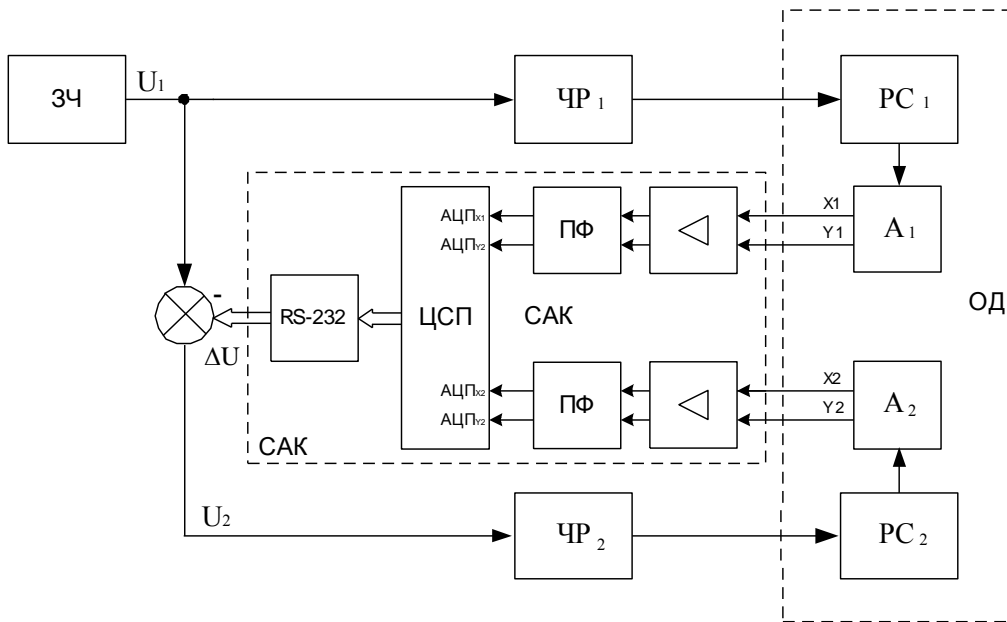 ЗЧ
U1
ЧР 1
РС 1
АЦПX1
АЦПY2
ПФ
X1
Y1
А 1
-
RS-232
ЦСП
САК
ОД
ΔU
АЦПX2
АЦПY2
ПФ
X2
Y2
А 2
САК
U2
ЧР 2
РС 2